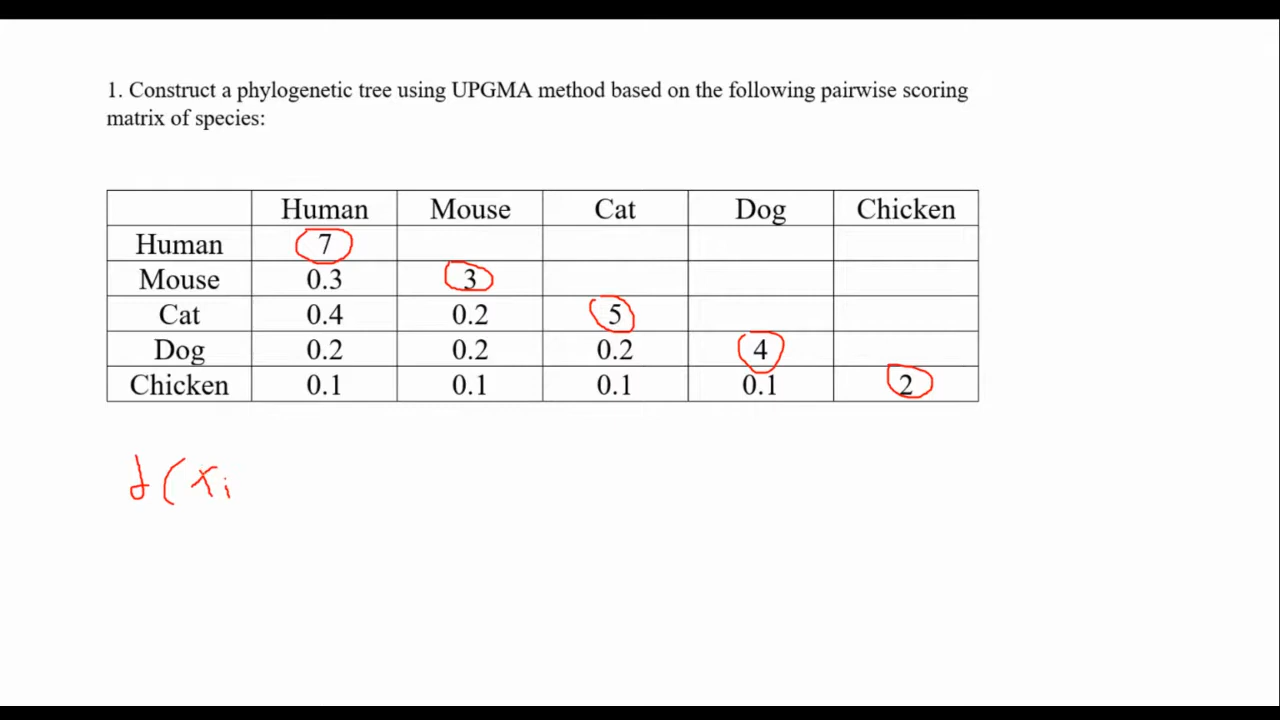 1. Construct a phylogenetic tree using UPGMA method based on the following pairwise scoring
matrix of species:
Human Mouse Cat Dog Chicken
Human 7
Mouse 0.3 3
Cat 0.4 0.2 5
Dog 0.2 0.2 0.2 4
Chicken 0.1 0.1 0.1 0.1 2
d(xi